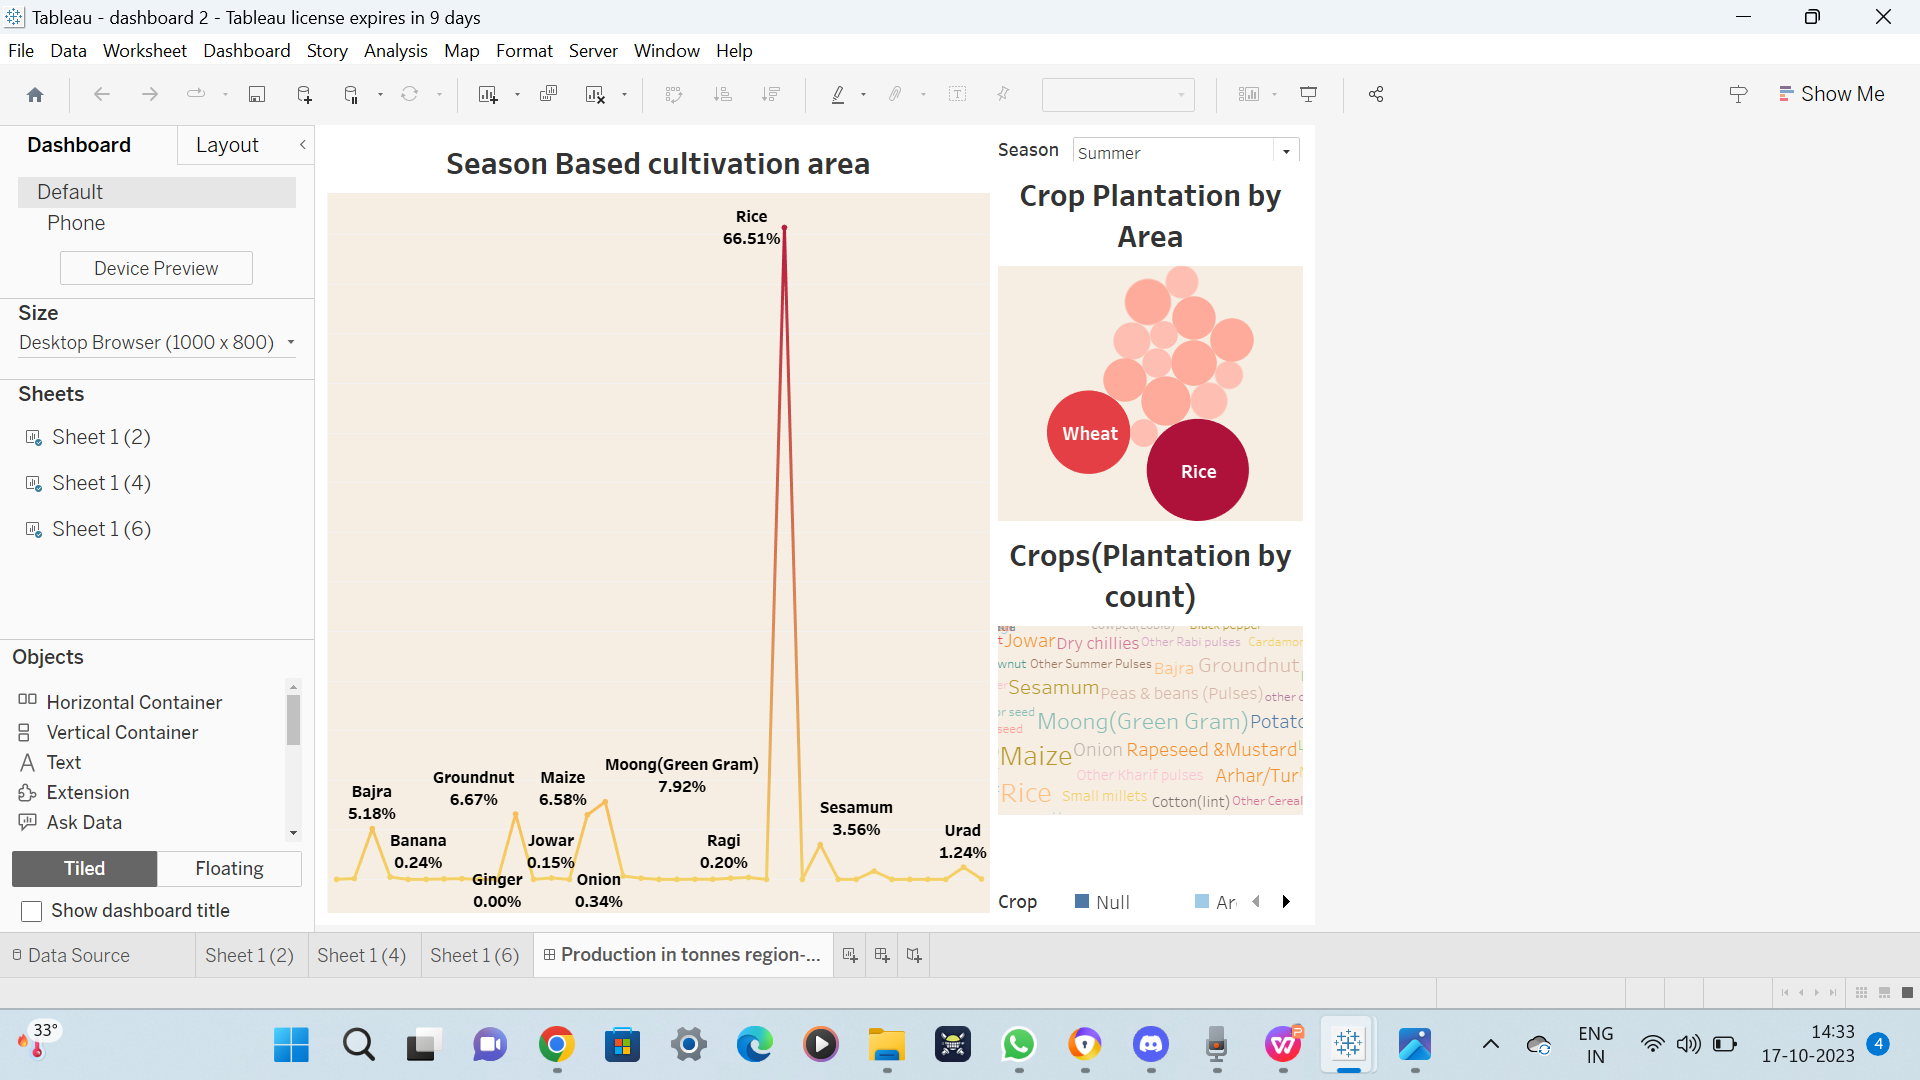 Tableau - dashboard 2 - Tableau license expires in 9 days
File Data Worksheet Dashboard Story Analysis Map Format Server Window Help
Show Me
Dashboard Layout
Default
Phone
Device Preview
Size
Desktop Browser (1000 x 800)
Sheets
Sheet 1 (2)
Sheet 1 (4)
Sheet 1 (6)
Objects
Horizontal Container
Vertical Container
Text
Extension
Ask Data
Tiled Floating
Show dashboard title
Season Based cultivation area
Rice
66.51%
Bajra
5.18%
Banana
0.24%
Groundnut
6.67%
Ginger
0.00%
Jowar
0.15%
Maize
6.58%
Onion
0.34%
Moong(Green Gram)
7.92%
Ragi
0.20%
Sesamum
3.56%
Urad
1.24%
Season Summer
Crop Plantation by
Area
Wheat
Rice
Crops(Plantation by
count)
Jowar Dry chillies Other Rabi pulses Cardamor
wnut Other Summer Pulses Bajra Groundnut
Sesamum Peas & beans (Pulses) other c
or seed Moong(Green Gram) Potato
seed
Maize Onion Rapeseed &Mustard
Other Kharif pulses Arhar/Tur
Rice Small millets Cotton(lint) Other Cereal
Crop Null Ar
Data Source Sheet 1 (2) Sheet 1 (4) Sheet 1 (6) Production in tonnes region-...
33°
ENG
IN
14:33
17-10-2023
4